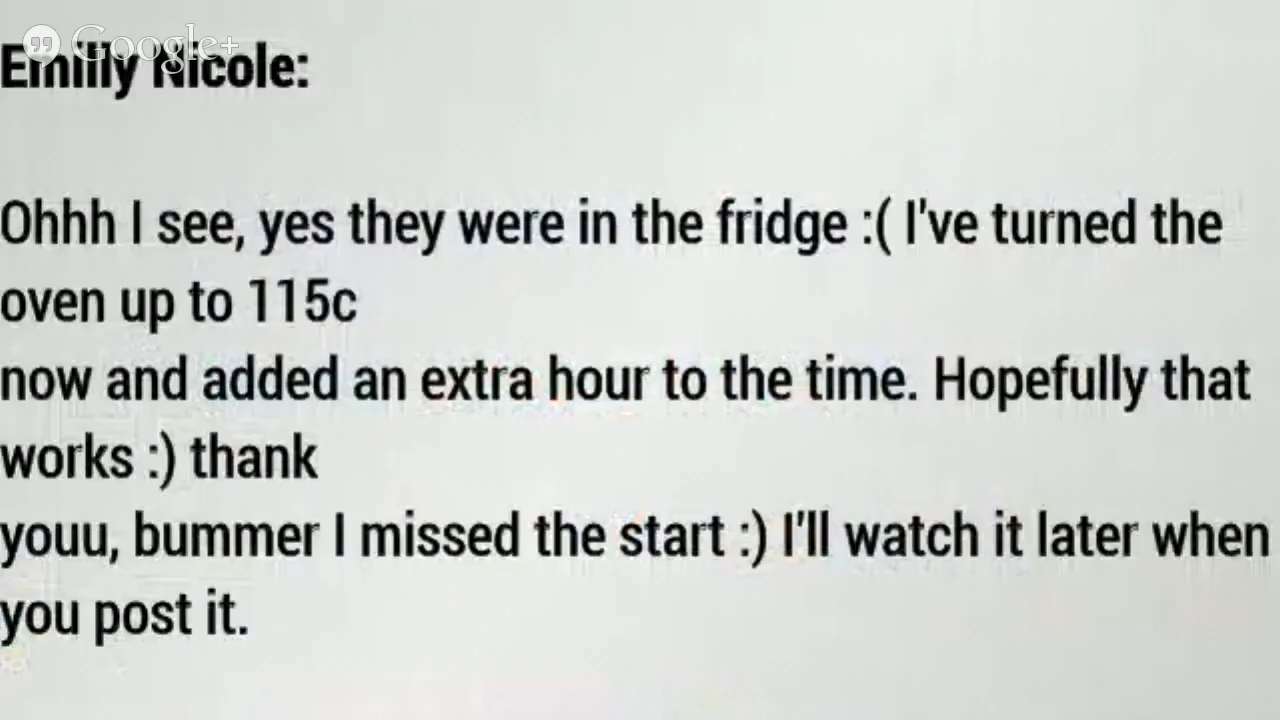 Google+
Emilly Nicole:
Ohhh I see, yes they were in the fridge :( I've turned the
oven up to 115c
now and added an extra hour to the time. Hopefully that
works :) thank
youu, bummer I missed the start :) I'll watch it later when
you post it.